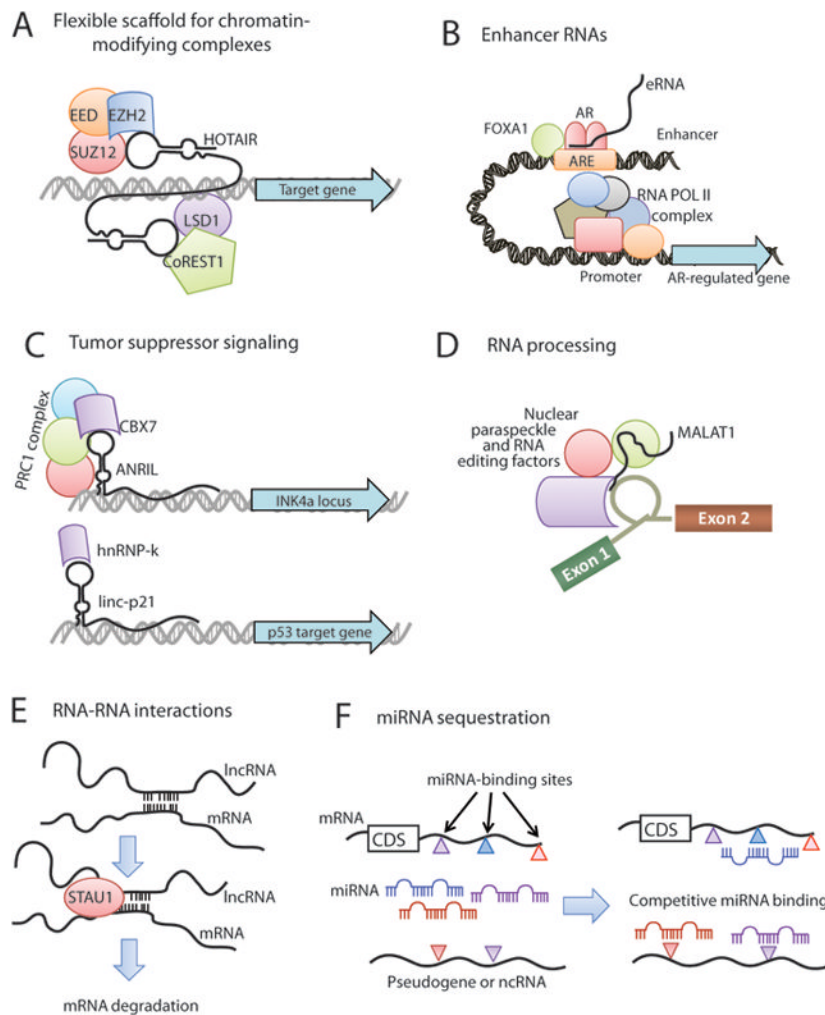 A
Flexible scaffold for chromatin-
modifying complexes
EED
EZH2
SUZ12
HOTAIR
Target gene
LSD1
CoREST1
B
Enhancer RNAs
eRNA
AR
FOXA1
Enhancer
ARE
RNA POL II
complex
Promoter
AR-regulated gene
C
Tumor suppressor signaling
PRC1 complex
CBX7
ANRIL
INK4a locus
hnRNP-k
linc-p21
p53 target gene
D
RNA processing
Nuclear
paraspeckle
and RNA
editing factors
MALAT1
Exon 2
Exon 1
E
RNA-RNA interactions
lncRNA
mRNA
STAU1
lncRNA
mRNA
mRNA degradation
F
miRNA sequestration
miRNA-binding sites
mRNA
CDS
CDS
miRNA
Competitive miRNA binding
Pseudogene or ncRNA